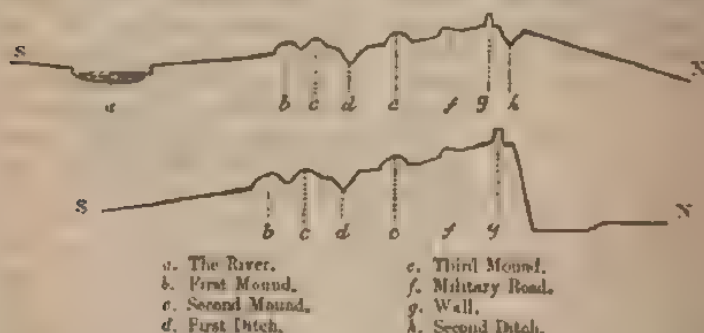 S N
a b c d e f g h
S N
b c d e f g
a. The River. e. Third Mound.
b. First Mound. f. Military Road.
c. Second Mound. g. Wall.
d. First Ditch. h. Second Ditch.